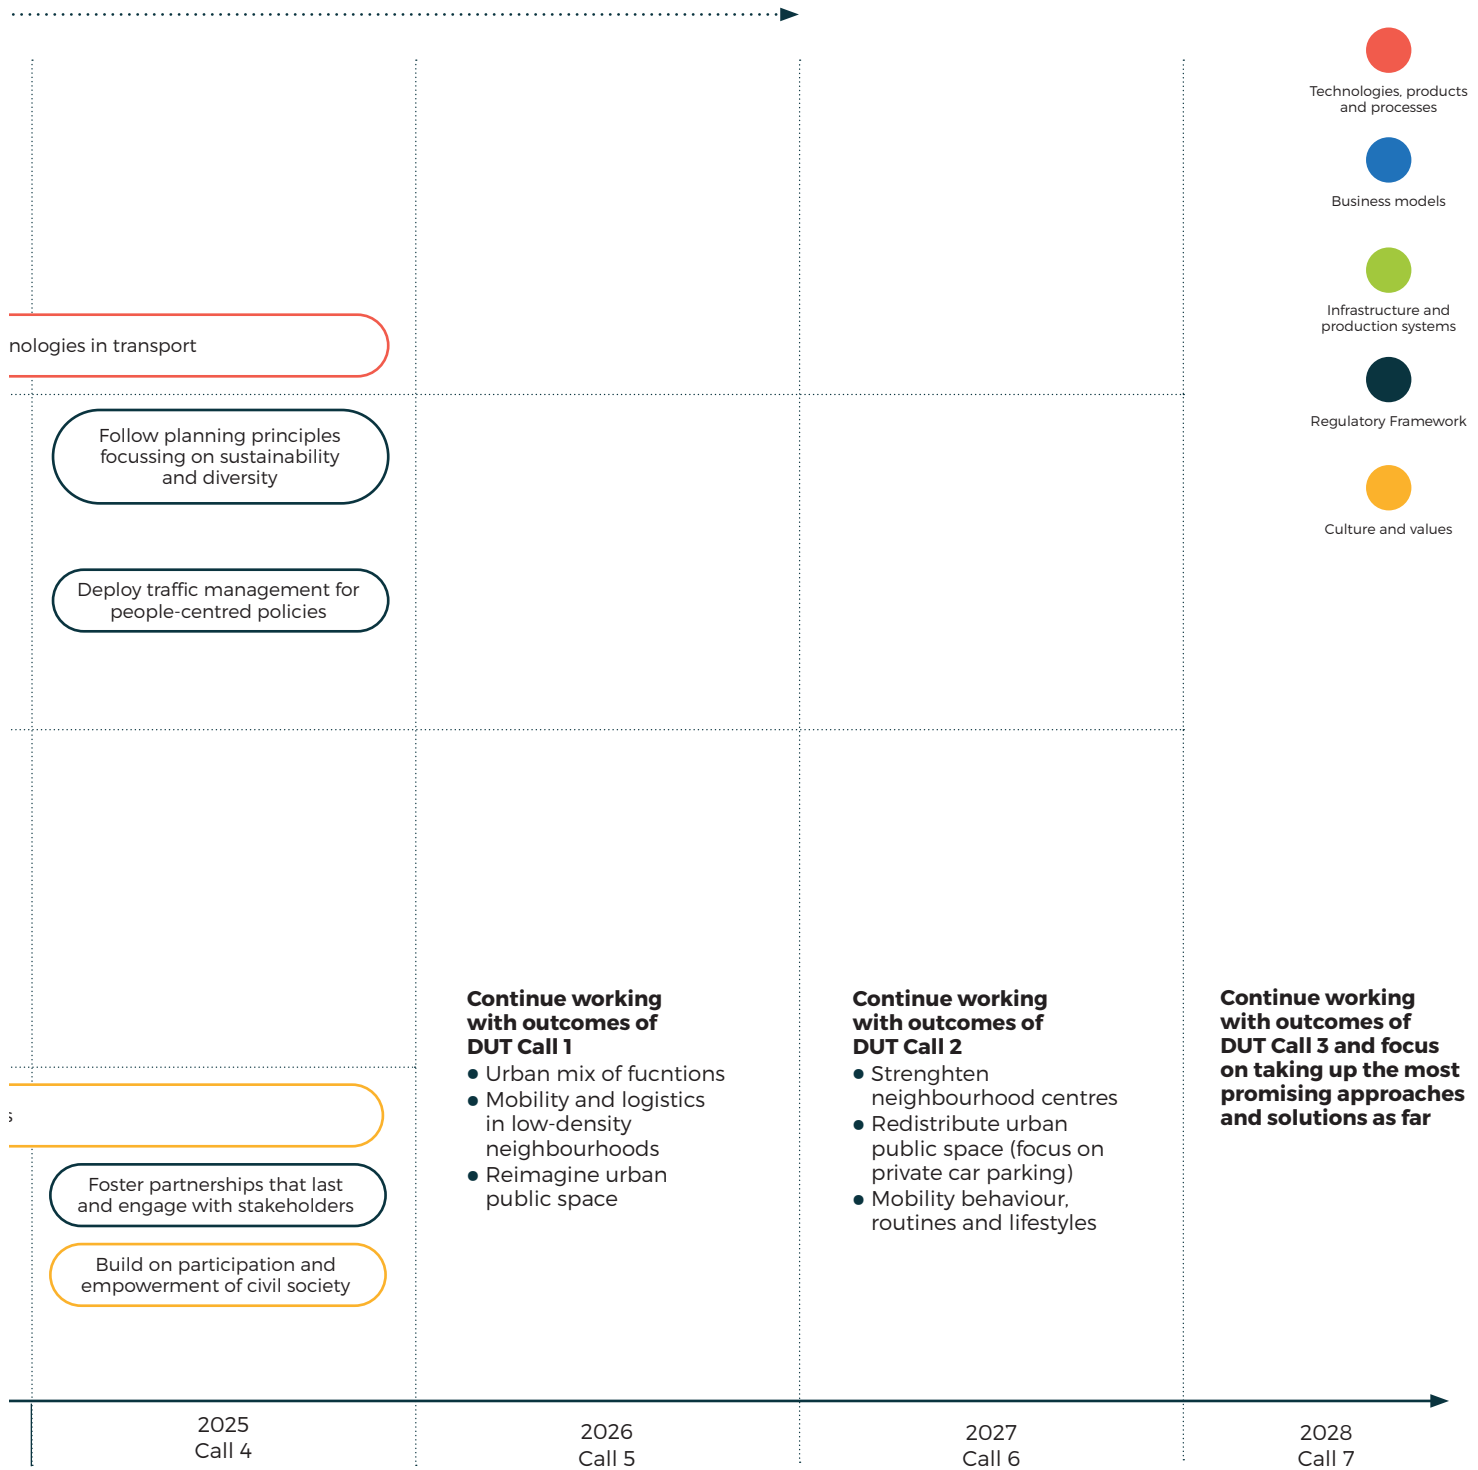 Technologies, products
and processes
Business models
Infrastructure and
production systems
Regulatory Framework
Culture and values
nologies in transport
Follow planning principles
focussing on sustainability
and diversity
Deploy traffic management for
people-centred policies
s
Foster partnerships that last
and engage with stakeholders
Build on participation and
empowerment of civil society
Continue working
with outcomes of
DUT Call 1
• Urban mix of fucntions
• Mobility and logistics
in low-density
neighbourhoods
• Reimagine urban
public space
Continue working
with outcomes of
DUT Call 2
• Strenghten
neighbourhood centres
• Redistribute urban
public space (focus on
private car parking)
• Mobility behaviour,
routines and lifestyles
Continue working
with outcomes of
DUT Call 3 and focus
on taking up the most
promising approaches
and solutions as far
2025
Call 4
2026
Call 5
2027
Call 6
2028
Call 7